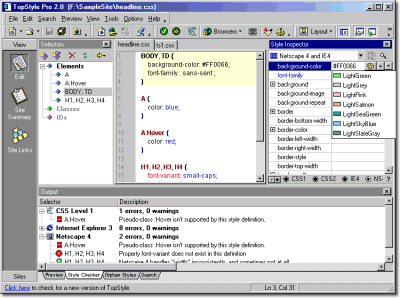 TopStyle Pro 2.0 [F:\SampleSite\headline.css]
File Edit Search Preview View Tools Options Window Help
Browsers
Layout
View
Selectors
headline.css
ts1.css
Style Inspector
Elements
A
A:Hover
BODY, TD
H1, H2, H3, H4
Classes
IDs
Edit
Site
Summary
Site Links
Sites
BODY, TD {
background-color: #FF0066;
font-family: sans-serif;
}
A {
color: blue;
}
A:Hover {
color: red;
}
H1, H2, H3, H4 {
font-variant: small-caps;
Netscape 4 and IE4
background-color #FF0066
font-family
background
background-image
background-repeat
border
border-bottom-width
border-color
border-left-width
border-right-width
border-style
border-top-width
LightGreen
LightGrey
LightPink
LightSalmon
LightSeaGreen
LightSkyBlue
LightSlateGray
CSS1 CSS2 IE4 NS
Output
Selector Description
CSS Level 1 1 errors, 0 warnings
A:Hover Pseudo-class :Hover isn't supported by this style definition.
Internet Explorer 3 8 errors, 0 warnings
Netscape 4 2 errors, 0 warnings
A:Hover Pseudo-class :Hover isn't supported by this style definition.
H1, H2, H3, H4 Property font-variant does not exist in this definition
H1, H2, H3, H4 Netscape 4 handles "width" inconsistently, and sometimes not at all
Preview Style Checker Orphan Styles Search
Click here to check for a new version of TopStyle.
Ln 3, Col 31